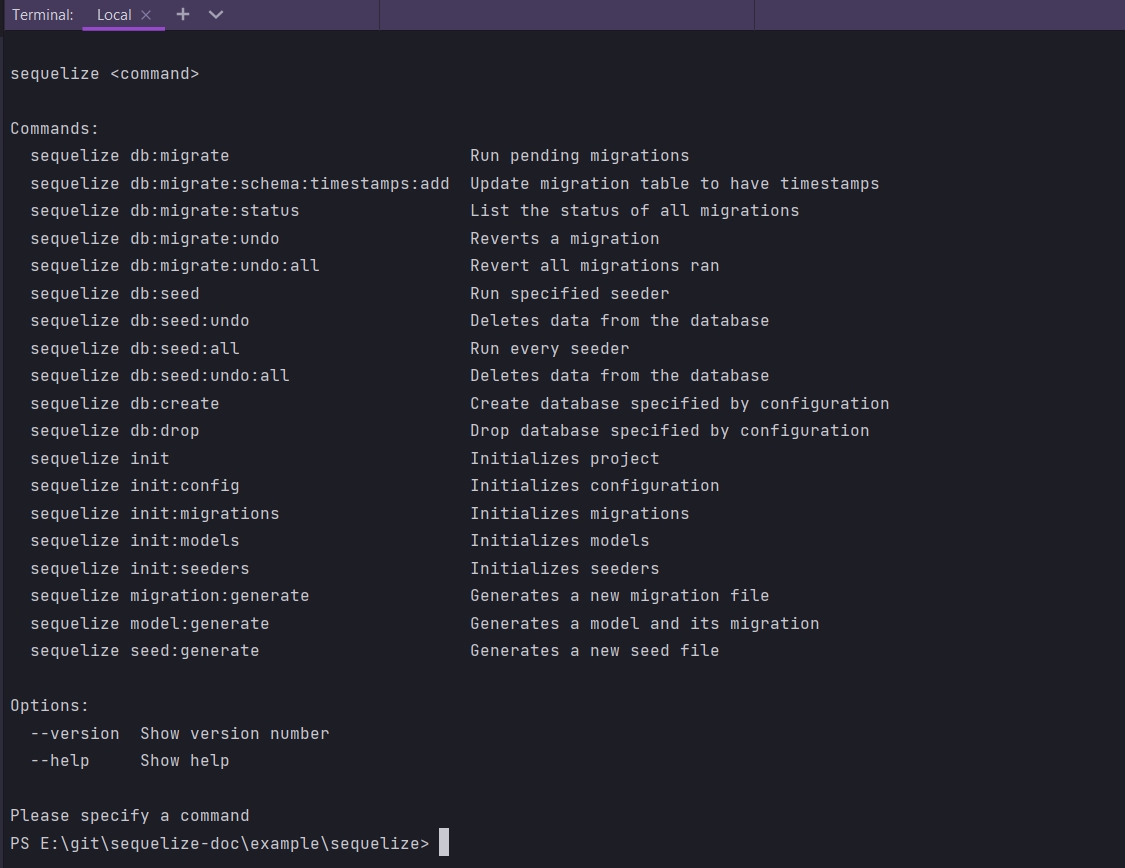 Terminal: Local × + 
sequelize <command>
Commands:
  sequelize db:migrate                        Run pending migrations
  sequelize db:migrate:schema:timestamps:add  Update migration table to have timestamps
  sequelize db:migrate:status                 List the status of all migrations
  sequelize db:migrate:undo                   Reverts a migration
  sequelize db:migrate:undo:all               Revert all migrations ran
  sequelize db:seed                           Run specified seeder
  sequelize db:seed:undo                      Deletes data from the database
  sequelize db:seed:all                       Run every seeder
  sequelize db:seed:undo:all                  Deletes data from the database
  sequelize db:create                         Create database specified by configuration
  sequelize db:drop                           Drop database specified by configuration
  sequelize init                              Initializes project
  sequelize init:config                       Initializes configuration
  sequelize init:migrations                   Initializes migrations
  sequelize init:models                       Initializes models
  sequelize init:seeders                      Initializes seeders
  sequelize migration:generate                Generates a new migration file
  sequelize model:generate                    Generates a model and its migration
  sequelize seed:generate                     Generates a new seed file
Options:
  --version  Show version number
  --help     Show help
Please specify a command
PS E:\git\sequelize-doc\example\sequelize>